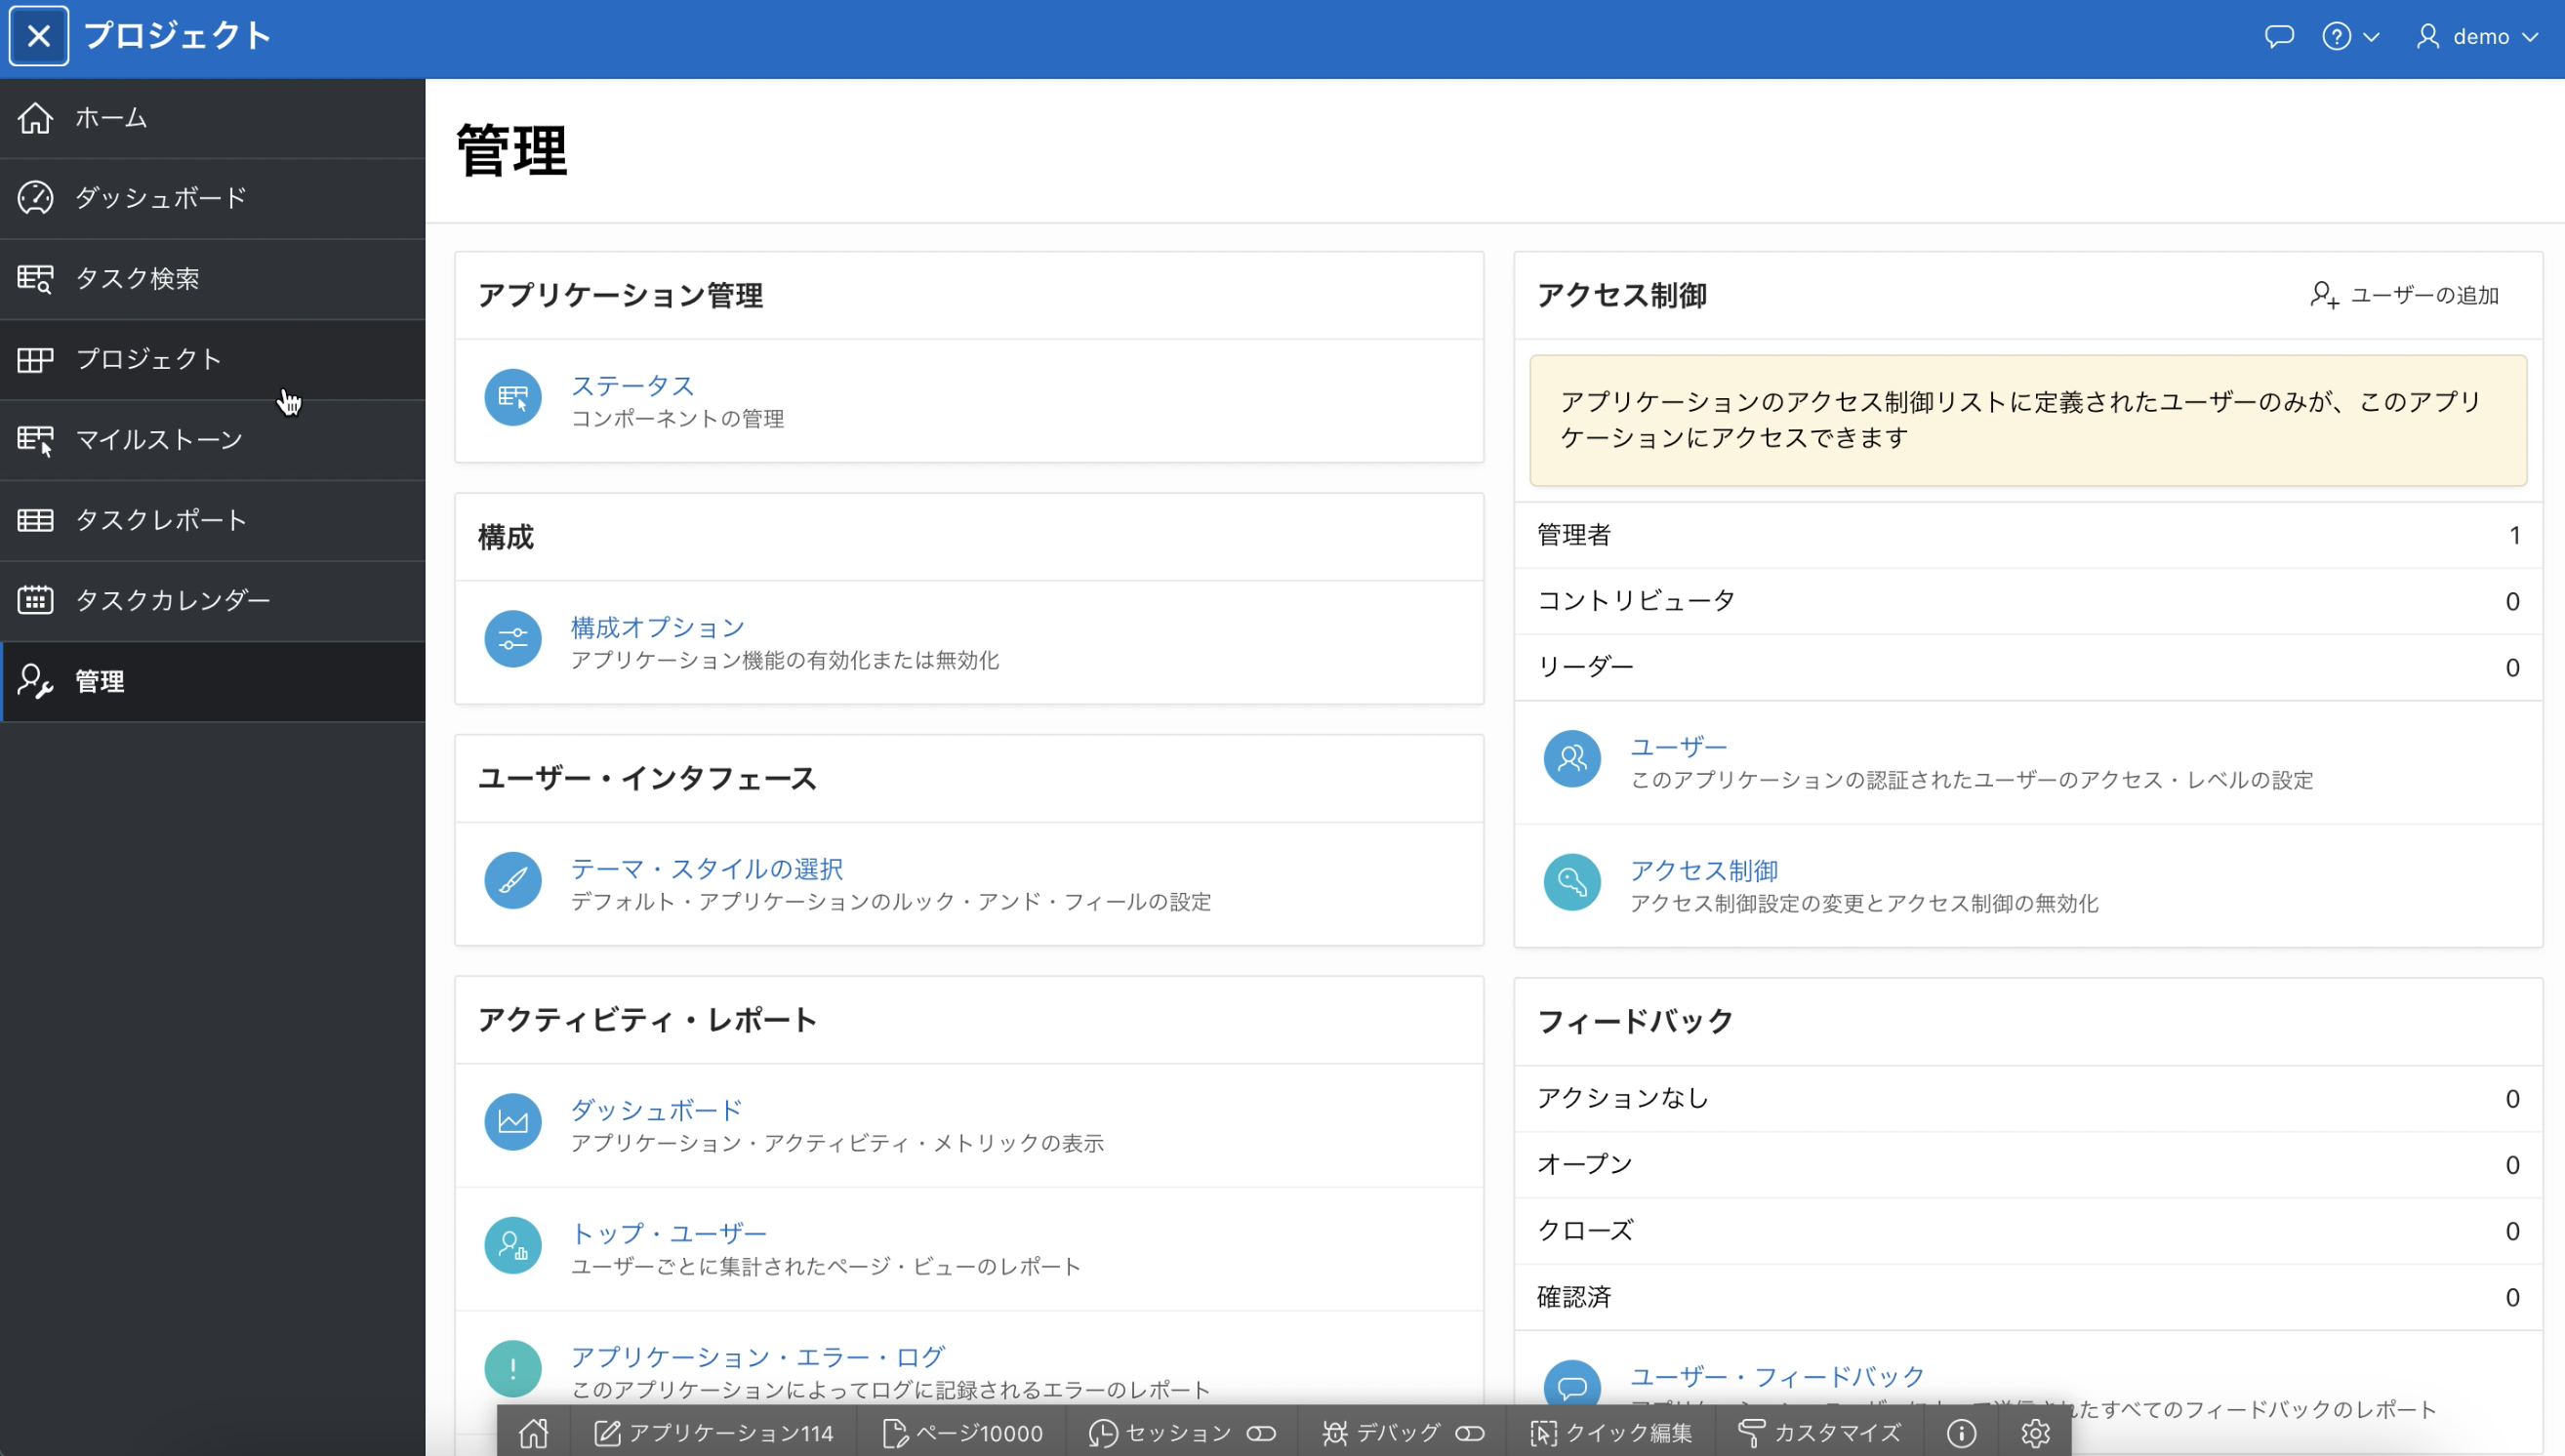 プロジェクト
demo
ホーム
ダッシュボード
タスク検索
プロジェクト
マイルストーン
タスクレポート
タスクカレンダー
管理
管理
アプリケーション管理
ステータス
コンポーネントの管理
構成
構成オプション
アプリケーション機能の有効化または無効化
ユーザー・インタフェース
テーマ・スタイルの選択
デフォルト・アプリケーションのルック・アンド・フィールの設定
アクティビティ・レポート
ダッシュボード
アプリケーション・アクティビティ・メトリックの表示
トップ・ユーザー
ユーザーごとに集計されたページ・ビューのレポート
アプリケーション・エラー・ログ
このアプリケーションによってログに記録されるエラーのレポート
アクセス制御 ユーザーの追加
アプリケーションのアクセス制御リストに定義されたユーザーのみが、このアプリ
ケーションにアクセスできます
管理者 1
コントリビュータ 0
リーダー 0
ユーザー
このアプリケーションの認証されたユーザーのアクセス・レベルの設定
アクセス制御
アクセス制御設定の変更とアクセス制御の無効化
フィードバック
アクションなし 0
オープン 0
クローズ 0
確認済 0
ユーザー・フィードバック
たすべてのフィードバックのレポート
アプリケーション114 ページ10000 セッション デバッグ クイック編集 カスタマイズ